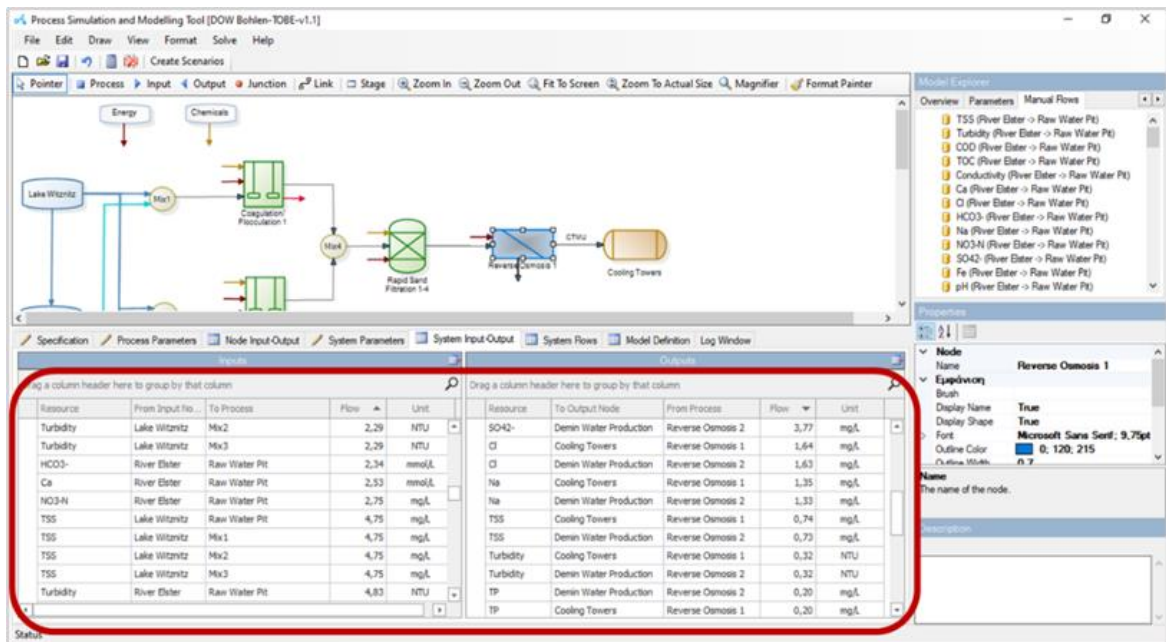 Process Simulation and Modelling Tool [DOW Bohlen-TOBE-v1.1]
File Edit Draw View Format Solve Help
Create Scenarios
Pointer Process Input Output Junction Link Stage Zoom In Zoom Out Fit To Screen Zoom To Actual Size Magnifier Format Painter
Energy
Chemicals
Lake Witznitz
Mix1
Coagulation/
Flocculation 1
Mix4
Rapid Sand
Filtration 1-4
Reverse Osmosis 1
CTMU
Cooling Towers
Model Explorer
Overview Parameters Manual Flows
TSS (River Elster -> Raw Water Pit)
Turbidity (River Elster -> Raw Water Pit)
COD (River Elster -> Raw Water Pit)
TOC (River Elster -> Raw Water Pit)
Conductivity (River Elster -> Raw Water Pit)
Ca (River Elster -> Raw Water Pit)
Cl (River Elster -> Raw Water Pit)
HCO3- (River Elster -> Raw Water Pit)
Na (River Elster -> Raw Water Pit)
NO3-N (River Elster -> Raw Water Pit)
SO42- (River Elster -> Raw Water Pit)
Fe (River Elster -> Raw Water Pit)
pH (River Elster -> Raw Water Pit)
Properties
Node
Name Reverse Osmosis 1
Εμφάνιση
Brush
Display Name True
Display Shape True
Font Microsoft Sans Serif; 9,75pt
Outline Color 0; 120; 215
Outline Width 0.7
Name
The name of the node.
Description
Specification Process Parameters Node Input-Output System Parameters System Input-Output System Flows Model Definition Log Window
Inputs
Drag a column header here to group by that column
Resource From Input No... To Process Flow Unit
Turbidity Lake Witznitz Mix2 2,29 NTU
Turbidity Lake Witznitz Mix3 2,29 NTU
HCO3- River Elster Raw Water Pit 2,34 mmol/L
Ca River Elster Raw Water Pit 2,53 mmol/L
NO3-N River Elster Raw Water Pit 2,75 mg/L
TSS Lake Witznitz Raw Water Pit 4,75 mg/L
TSS Lake Witznitz Mix1 4,75 mg/L
TSS Lake Witznitz Mix2 4,75 mg/L
TSS Lake Witznitz Mix3 4,75 mg/L
Turbidity River Elster Raw Water Pit 4,83 NTU
Outputs
Drag a column header here to group by that column
Resource To Output Node From Process Flow Unit
SO42- Demin Water Production Reverse Osmosis 2 3,77 mg/L
Cl Cooling Towers Reverse Osmosis 1 1,64 mg/L
Cl Demin Water Production Reverse Osmosis 2 1,63 mg/L
Na Cooling Towers Reverse Osmosis 1 1,35 mg/L
Na Demin Water Production Reverse Osmosis 2 1,33 mg/L
TSS Cooling Towers Reverse Osmosis 1 0,74 mg/L
TSS Demin Water Production Reverse Osmosis 2 0,73 mg/L
Turbidity Cooling Towers Reverse Osmosis 1 0,32 NTU
Turbidity Demin Water Production Reverse Osmosis 2 0,32 NTU
TP Demin Water Production Reverse Osmosis 2 0,20 mg/L
TP Cooling Towers Reverse Osmosis 1 0,20 mg/L
Status